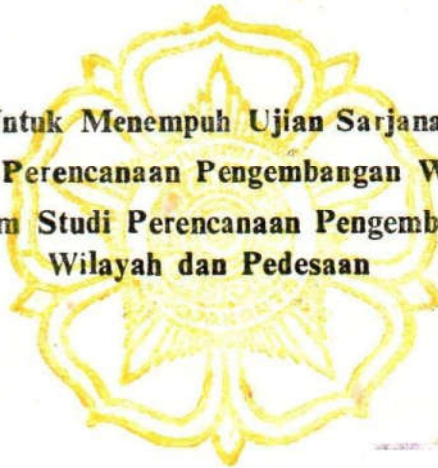 Untuk Menempuh Ujian Sarjana
Perencanaan Pengembangan W
m Studi Perencanaan Pengemb
Wilayah dan Pedesaan